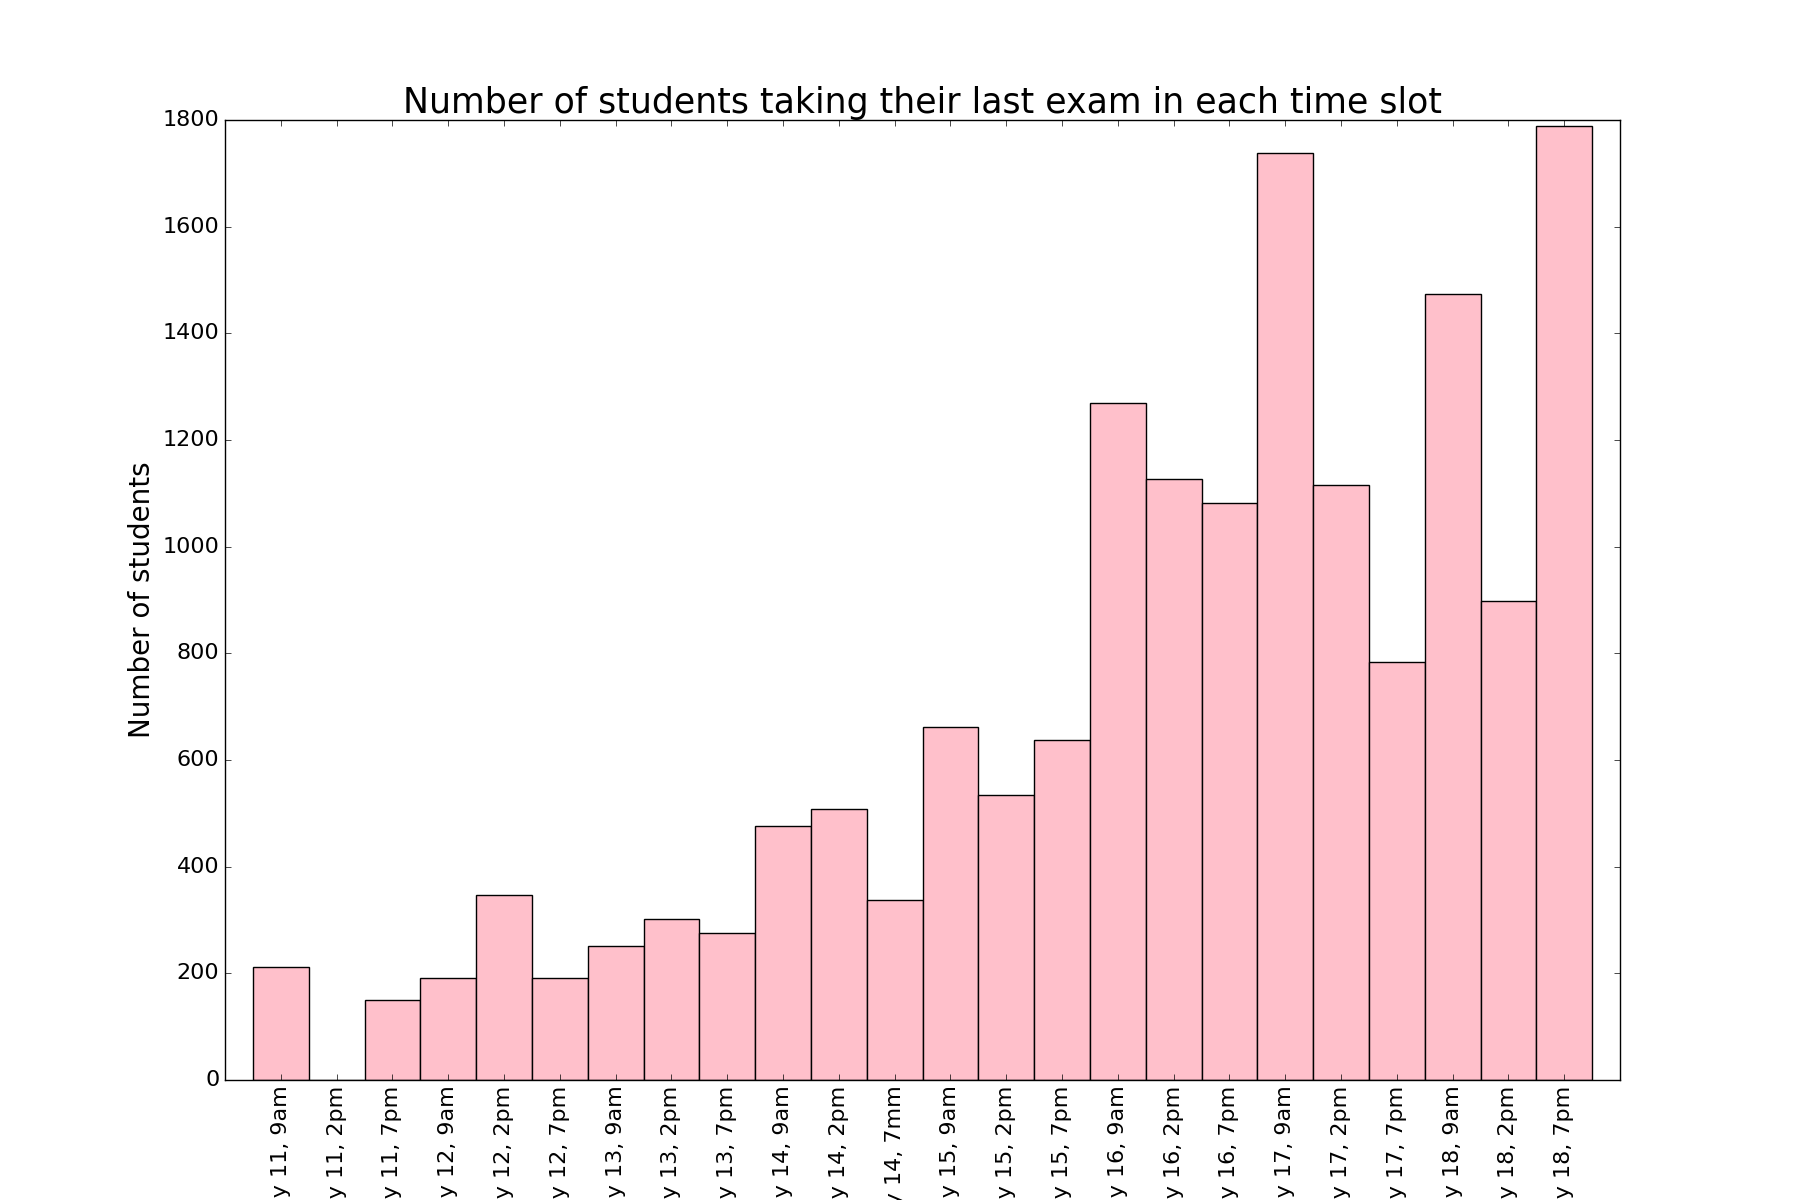 Number of students taking their last exam in each time slot
Number of students
1800
1600
1400
1200
1000
800
600
400
200
0
y 11, 9am
y 11, 2pm
y 11, 7pm
y 12, 9am
y 12, 2pm
y 12, 7pm
y 13, 9am
y 13, 2pm
y 13, 7pm
y 14, 9am
y 14, 2pm
y 14, 7mm
y 15, 9am
y 15, 2pm
y 15, 7pm
y 16, 9am
y 16, 2pm
y 16, 7pm
y 17, 9am
y 17, 2pm
y 17, 7pm
y 18, 9am
y 18, 2pm
y 18, 7pm